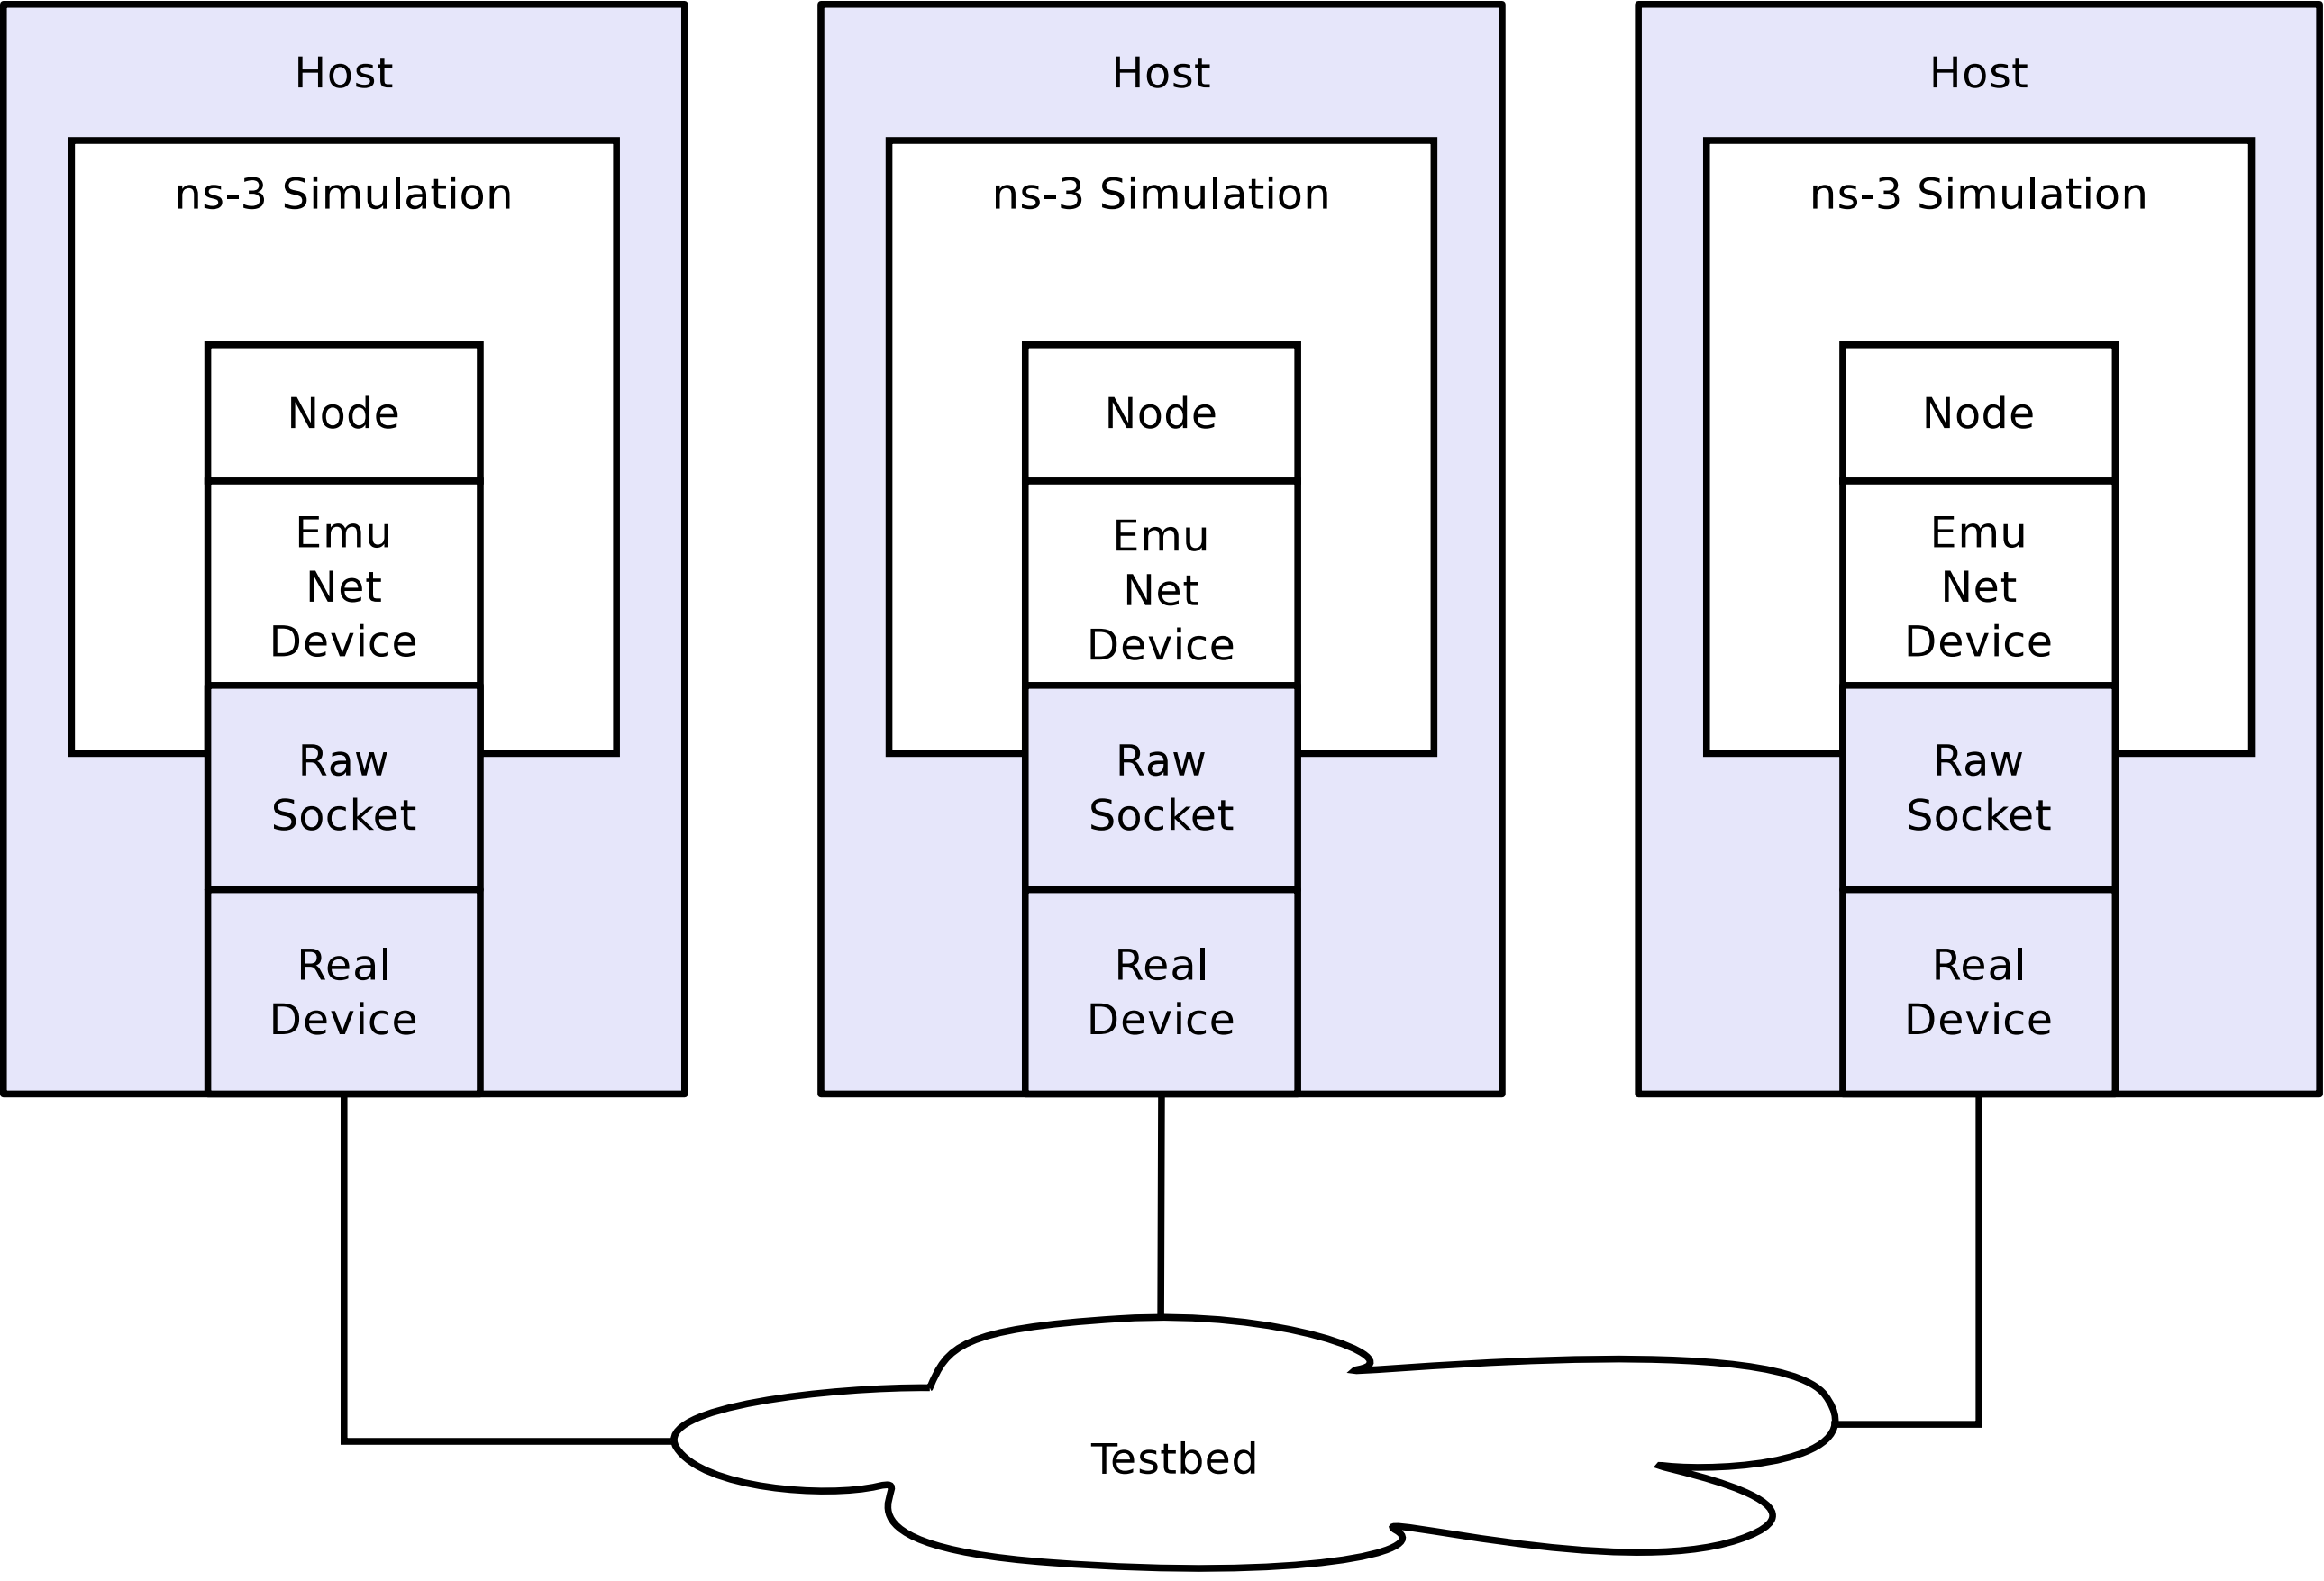 Host
ns-3 Simulation
Node
Emu
Net
Device
Raw
Socket
Real
Device
Host
ns-3 Simulation
Node
Emu
Net
Device
Raw
Socket
Real
Device
Host
ns-3 Simulation
Node
Emu
Net
Device
Raw
Socket
Real
Device
Testbed